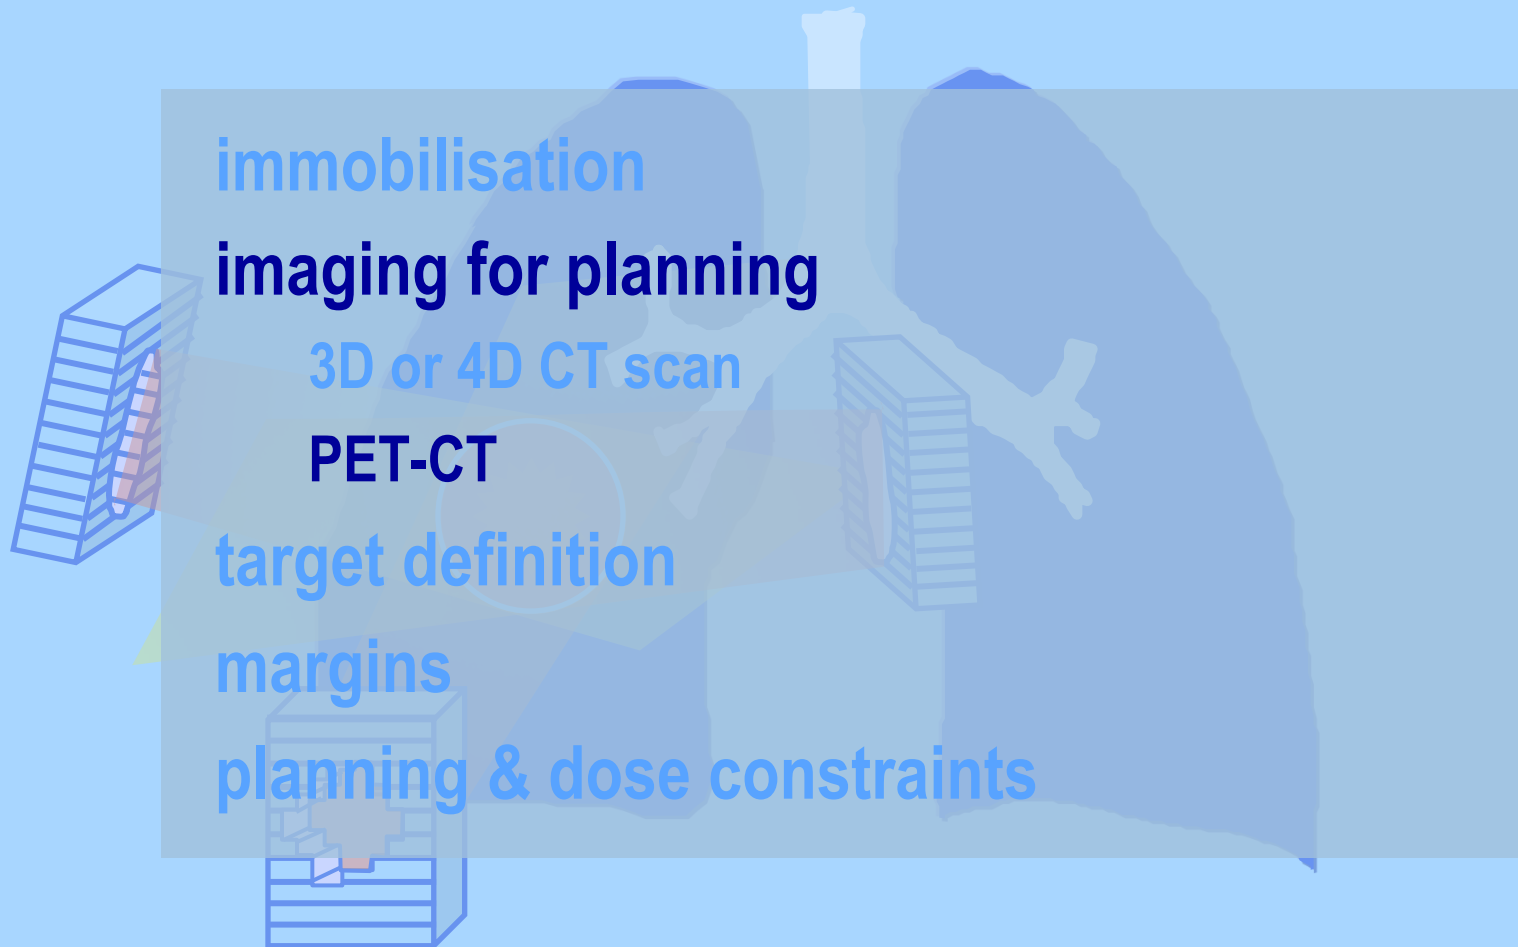 immobilisation
imaging for planning
3D or 4D CT scan
PET-CT
target definition
margins
planning & dose constraints